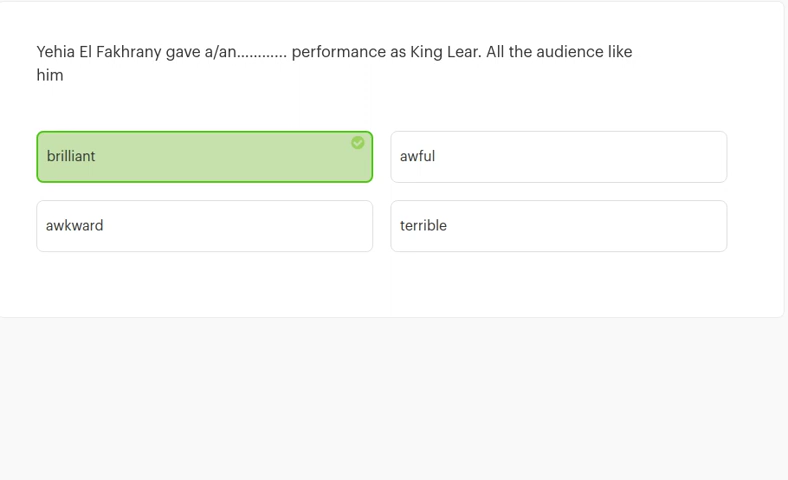 Yehia El Fakhrany gave a/an............ performance as King Lear. All the audience like
him
brilliant
awful
awkward
terrible